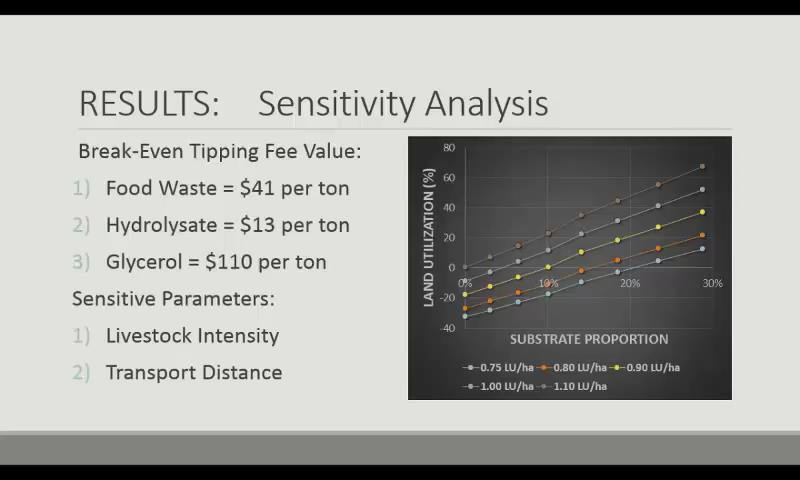 RESULTS: Sensitivity Analysis
Break-Even Tipping Fee Value:
1) Food Waste = $41 per ton
2) Hydrolysate = $13 per ton
3) Glycerol = $110 per ton
Sensitive Parameters:
1) Livestock Intensity
2) Transport Distance
LAND UTILIZATION (%)
80
60
40
20
0
-20
-40
0% 10% 20% 30%
SUBSTRATE PROPORTION
0.75 LU/ha 0.80 LU/ha 0.90 LU/ha
1.00 LU/ha 1.10 LU/ha